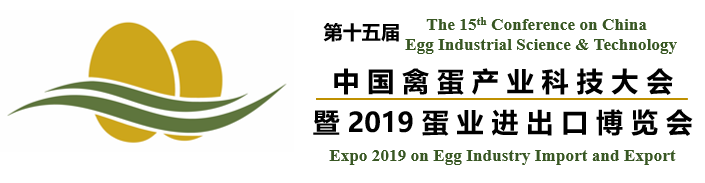 第十五届
The 15th Conference on China
Egg Industrial Science & Technology
中国禽蛋产业科技大会
暨2019蛋业进出口博览会
Expo 2019 on Egg Industry Import and Export